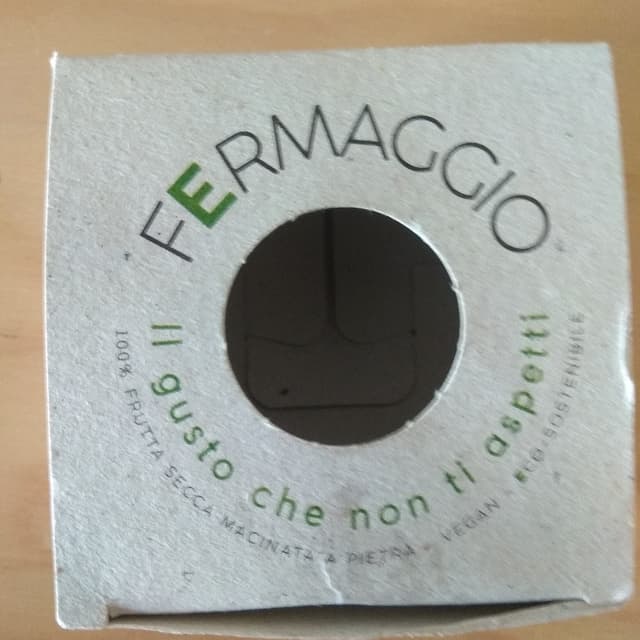 FERMAGGIO
Il gusto che non ti aspetti
100% FRUTTA SECCA MACINATA A PIETRA - VEGAN - ECO-SOSTENIBILE